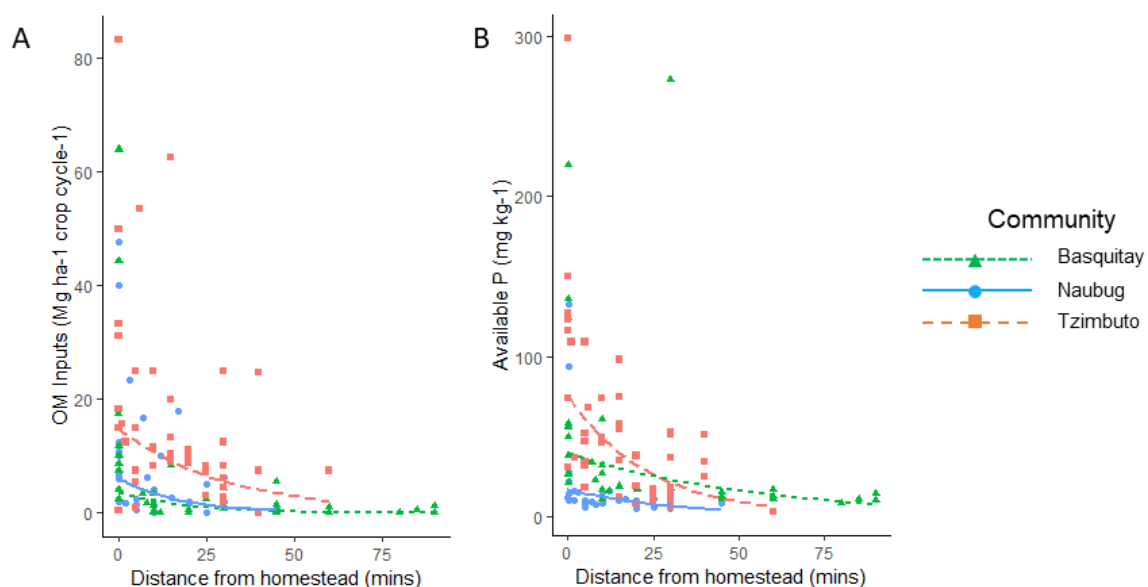 A
OM Inputs (Mg ha-1 crop cycle-1)
80
60
40
20
0
0 25 50 75
Distance from homestead (mins)
B
Available P (mg kg-1)
300
200
100
0
0 25 50 75
Distance from homestead (mins)
Community
Basquitay
Naubug
Tzimbuto